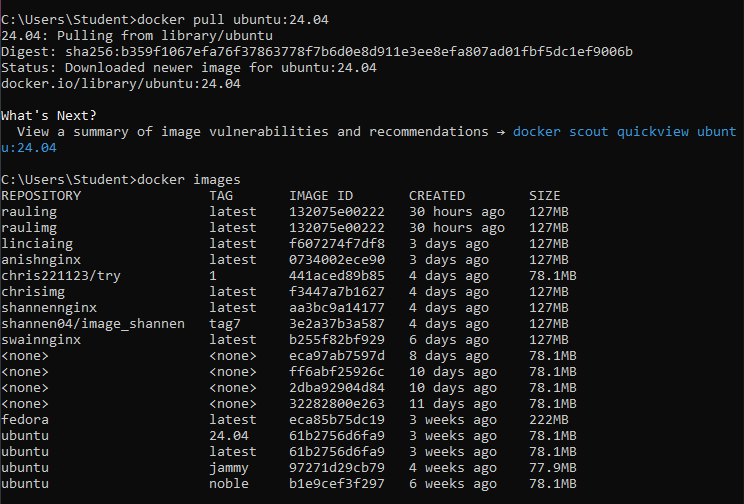 C:\Users\Student>docker pull ubuntu:24.04
24.04: Pulling from library/ubuntu
Digest: sha256:b359f1067efa76f37863778f7b6d0e8d911e3ee8efa807ad01fbf5dc1ef9006b
Status: Downloaded newer image for ubuntu:24.04
docker.io/library/ubuntu:24.04
What's Next?
View a summary of image vulnerabilities and recommendations → docker scout quickview ubunt
u:24.04
C:\Users\Student>docker images
REPOSITORY TAG IMAGE ID CREATED SIZE
rauling latest 132075e00222 30 hours ago 127MB
raulimg latest 132075e00222 30 hours ago 127MB
linciaing latest f607274f7df8 3 days ago 127MB
anishnginx latest 0734002ece90 3 days ago 127MB
chris221123/try 1 441aced89b85 4 days ago 78.1MB
chrisimg latest f3447a7b1627 4 days ago 127MB
shannennginx latest aa3bc9a14177 4 days ago 127MB
shannen04/image_shannen tag7 3e2a37b3a587 4 days ago 127MB
swainnginx latest b255f82bf929 6 days ago 127MB
<none> <none> eca97ab7597d 8 days ago 78.1MB
<none> <none> ff6abf25926c 10 days ago 78.1MB
<none> <none> 2dba92904d84 10 days ago 78.1MB
<none> <none> 32282800e263 11 days ago 78.1MB
fedora latest eca85b75dc19 3 weeks ago 222MB
ubuntu 24.04 61b2756d6fa9 3 weeks ago 78.1MB
ubuntu latest 61b2756d6fa9 3 weeks ago 78.1MB
ubuntu jammy 97271d29cb79 4 weeks ago 77.9MB
ubuntu noble b1e9cef3f297 6 weeks ago 78.1MB